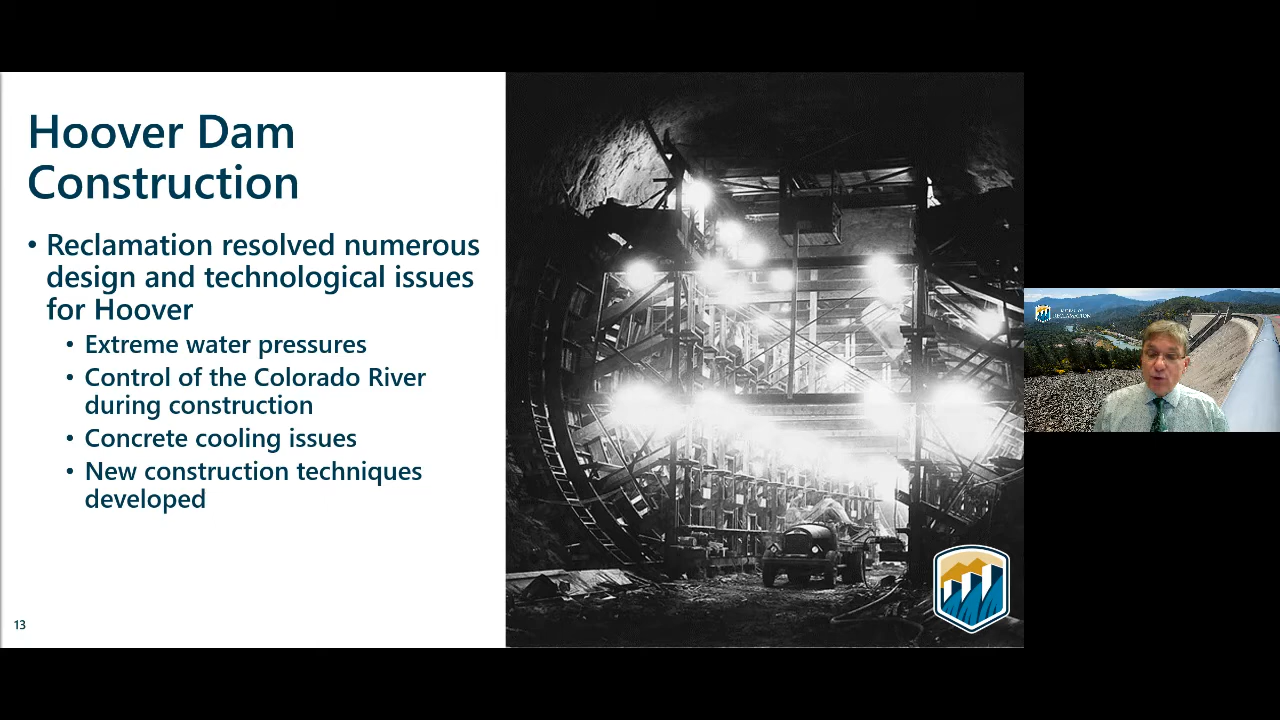 Hoover Dam
Construction
• Reclamation resolved numerous
design and technological issues
for Hoover
• Extreme water pressures
• Control of the Colorado River
during construction
• Concrete cooling issues
• New construction techniques
developed
13
RECLAMATION